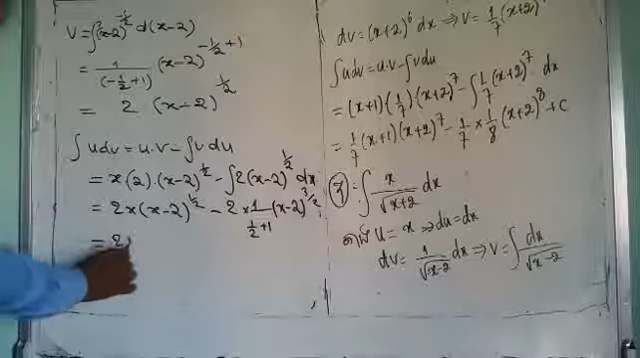 V = ∫(x-2)^{-1/2} d(x-2)
= 1/(-1/2+1) (x-2)^{-1/2+1}
= 2 (x-2)^{1/2}
∫udv = u.v - ∫vdu
= x(2).(x-2)^{1/2} - ∫2(x-2)^{1/2} dx
= 2x(x-2)^{1/2} - 2 × 1/(1/2+1) (x-2)^{3/2}
= 2
dv = (x+2)^6 dx ⇒ V = 1/7 (x+2)^7
∫udv = u.v - ∫vdu
= (x+1)(1/7)(x+2)^7 - ∫1/7 (x+2)^7 dx
= 1/7 (x+1)(x+2)^7 - 1/7 × 1/8 (x+2)^8 + C
7 = ∫ x/√(x+2) dx
តាង U = x ⇒ du = dx
dv = 1/√(x-2) dx ⇒ V = ∫ dx/√(x-2)